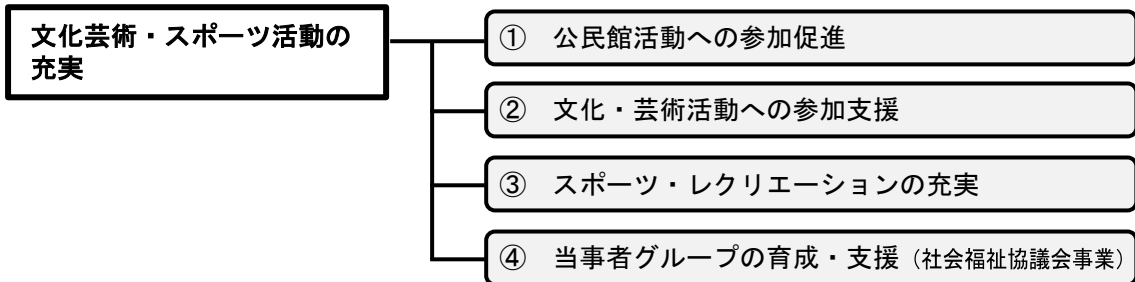 文化芸術・スポーツ活動の
充実
①　公民館活動への参加促進
②　文化・芸術活動への参加支援
③　スポーツ・レクリエーションの充実
④　当事者グループの育成・支援（社会福祉協議会事業）